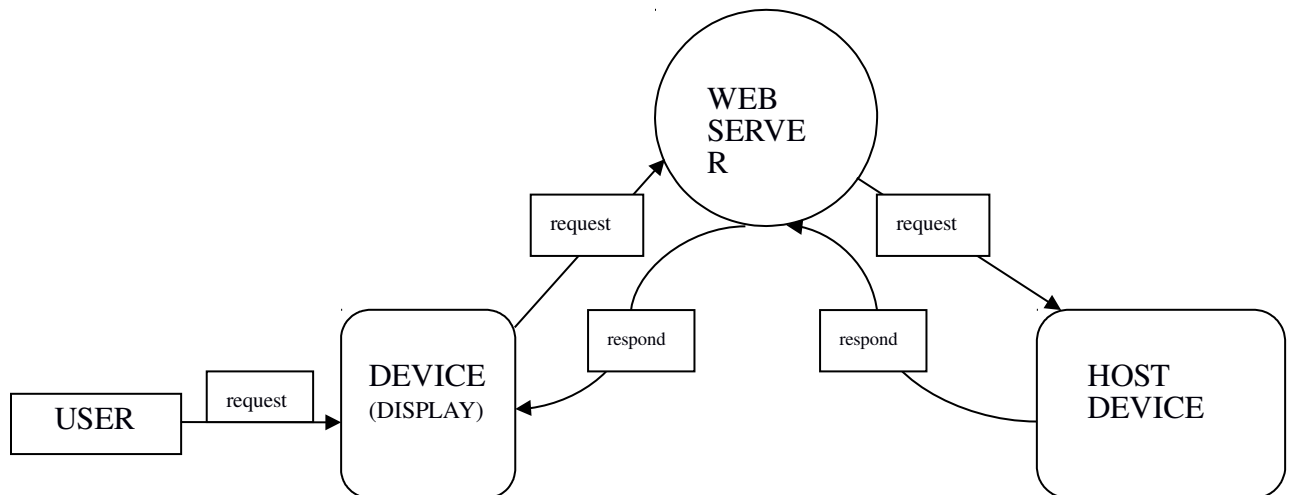 WEB
SERVE
R
request
request
respond
respond
DEVICE
(DISPLAY)
HOST
DEVICE
request
USER